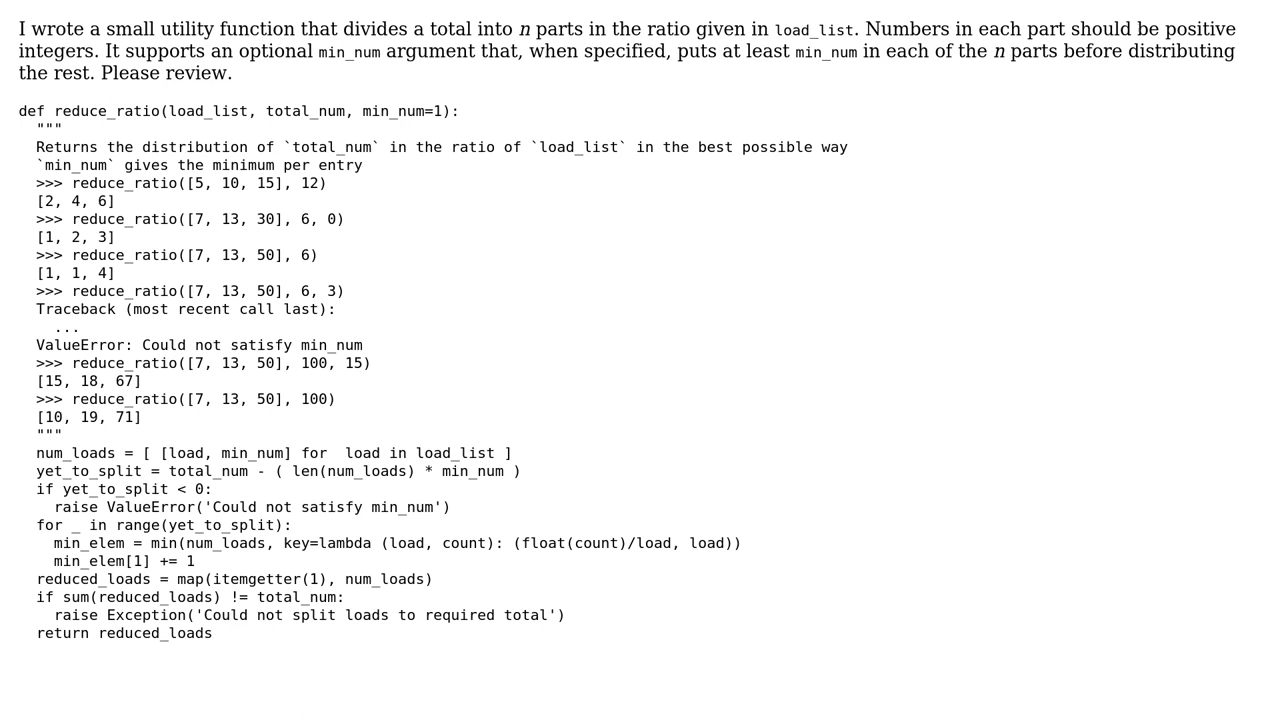 I wrote a small utility function that divides a total into n parts in the ratio given in load_list. Numbers in each part should be positive
integers. It supports an optional min_num argument that, when specified, puts at least min_num in each of the n parts before distributing
the rest. Please review.
def reduce_ratio(load_list, total_num, min_num=1):
  """
  Returns the distribution of `total_num` in the ratio of `load_list` in the best possible way
  `min_num` gives the minimum per entry
  >>> reduce_ratio([5, 10, 15], 12)
  [2, 4, 6]
  >>> reduce_ratio([7, 13, 30], 6, 0)
  [1, 2, 3]
  >>> reduce_ratio([7, 13, 50], 6)
  [1, 1, 4]
  >>> reduce_ratio([7, 13, 50], 6, 3)
  Traceback (most recent call last):
    ...
  ValueError: Could not satisfy min_num
  >>> reduce_ratio([7, 13, 50], 100, 15)
  [15, 18, 67]
  >>> reduce_ratio([7, 13, 50], 100)
  [10, 19, 71]
  """
  num_loads = [ [load, min_num] for  load in load_list ]
  yet_to_split = total_num - ( len(num_loads) * min_num )
  if yet_to_split < 0:
    raise ValueError('Could not satisfy min_num')
  for _ in range(yet_to_split):
    min_elem = min(num_loads, key=lambda (load, count): (float(count)/load, load))
    min_elem[1] += 1
  reduced_loads = map(itemgetter(1), num_loads)
  if sum(reduced_loads) != total_num:
    raise Exception('Could not split loads to required total')
  return reduced_loads